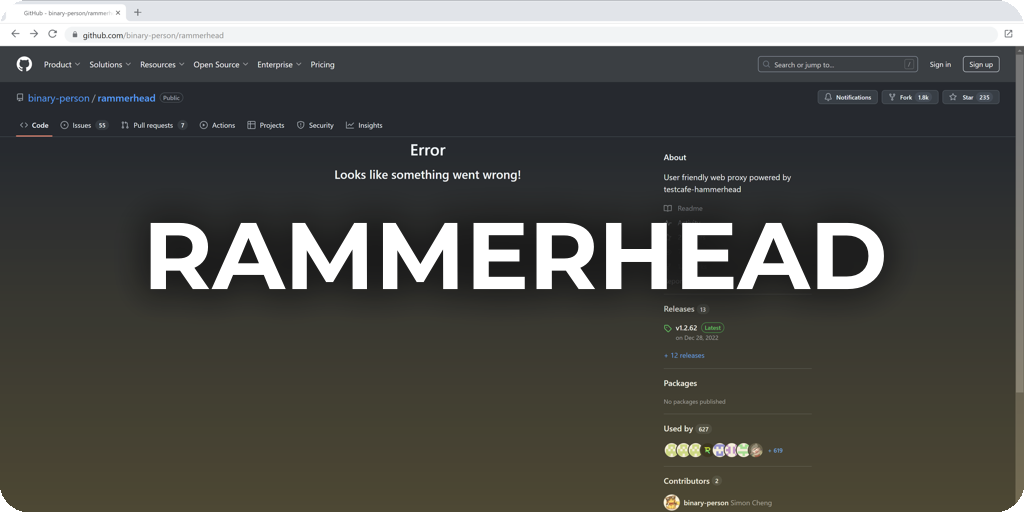 GitHub - binary-person/rammerh
github.com/binary-person/rammerhead
Product Solutions Resources Open Source Enterprise Pricing Search or jump to... / Sign in Sign up
binary-person / rammerhead Public Notifications Fork 1.8k Star 235
Code Issues 55 Pull requests 7 Actions Projects Security Insights
Error
Looks like something went wrong!
About
User friendly web proxy powered by
testcafe-hammerhead
Readme
RAMMERHEAD
Releases 13
v1.2.62 Latest
on Dec 28, 2022
+ 12 releases
Packages
No packages published
Used by 627
+ 619
Contributors 2
binary-person Simon Cheng